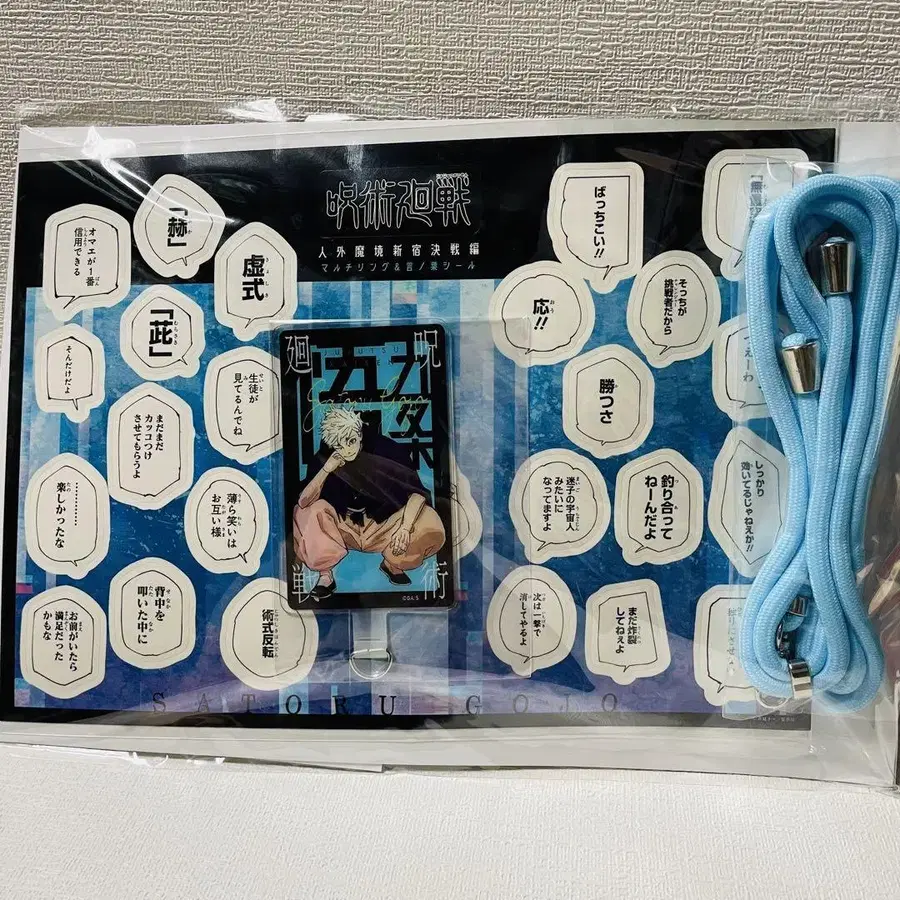 呪術廻戦
人外魔境新宿決戦編
マルチリング&言ノ葉シール
オマエが1番
信用できる
「赫」
虚式
「茈」
そんだけだよ
まだまだ
カッコつけ
させてもらうよ
生徒が
見てるんでね
…………
楽しかったな
薄ら笑いは
お互い様
お前がいたら
満足だった
かもな
背中を
叩いた中に
術式反転
廻 呪
戦 術
五条
ばっちこい!!
応!!
そっちが
挑戦者だから
勝つさ
迷子の宇宙人
みたいに
なってますよ
釣り合って
ねーんだよ
しっかり
効いてるじゃねえか!!
次は一撃で
消してやるよ
まだ炸裂
してねぇよ
SATORU GOJO